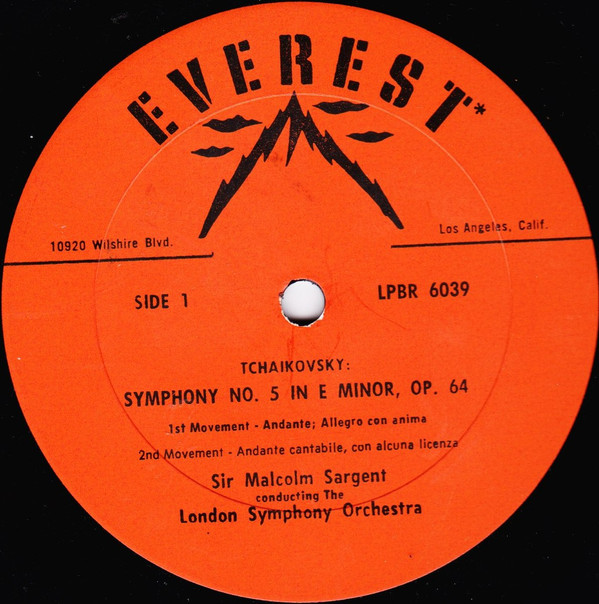 EVEREST*
10920 Wilshire Blvd.
Los Angeles, Calif.
SIDE 1
LPBR 6039
TCHAIKOVSKY:
SYMPHONY NO. 5 IN E MINOR, OP. 64
1st Movement - Andante; Allegro con anima
2nd Movement - Andante cantabile, con alcuna licenza
Sir Malcolm Sargent
conducting The
London Symphony Orchestra